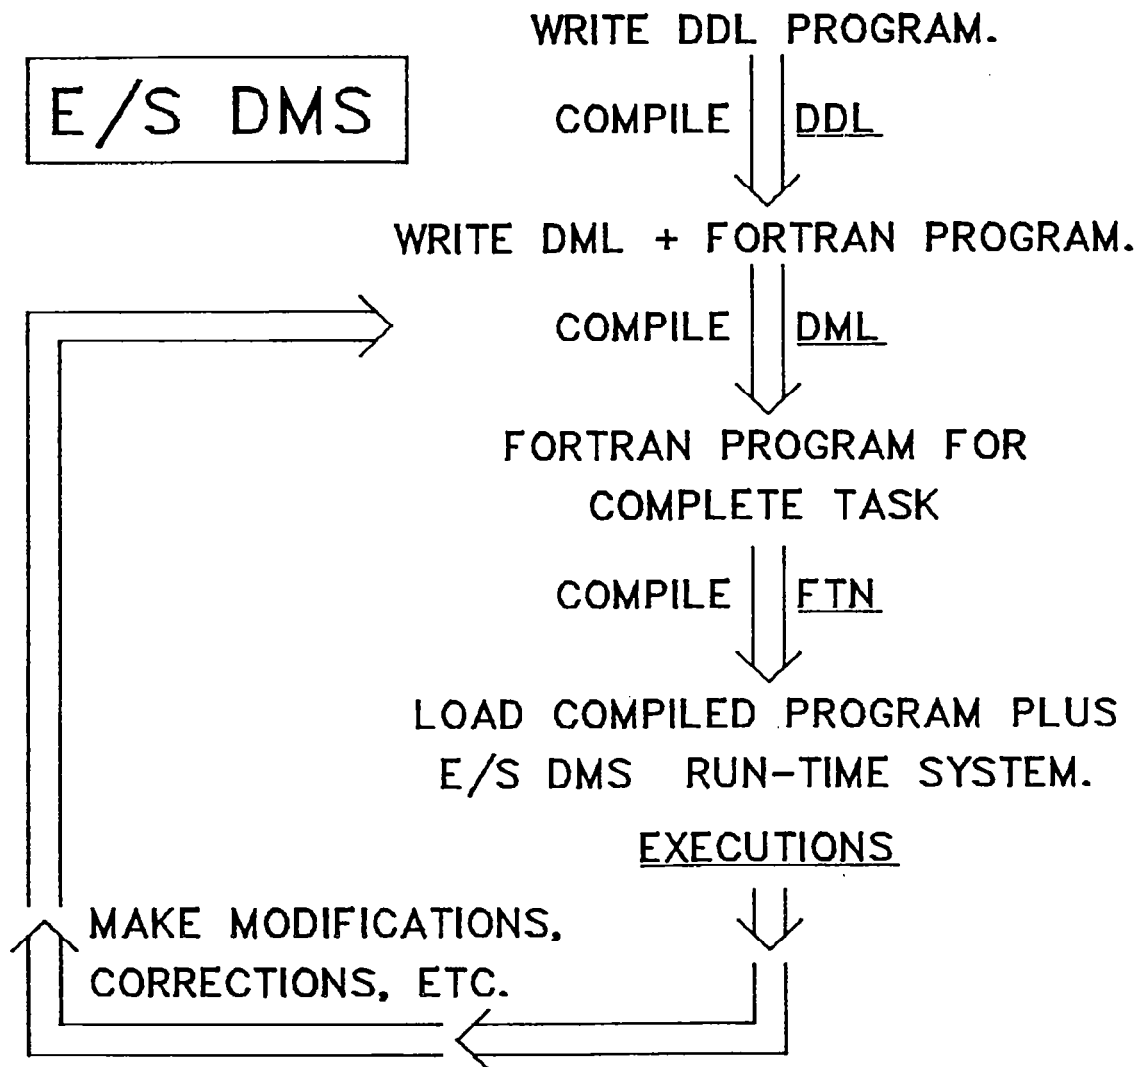 E/S DMS
WRITE DDL PROGRAM.
COMPILE DDL
WRITE DML + FORTRAN PROGRAM.
COMPILE DML
FORTRAN PROGRAM FOR
COMPLETE TASK
COMPILE FTN
LOAD COMPILED PROGRAM PLUS
E/S DMS RUN-TIME SYSTEM.
EXECUTIONS
MAKE MODIFICATIONS,
CORRECTIONS, ETC.